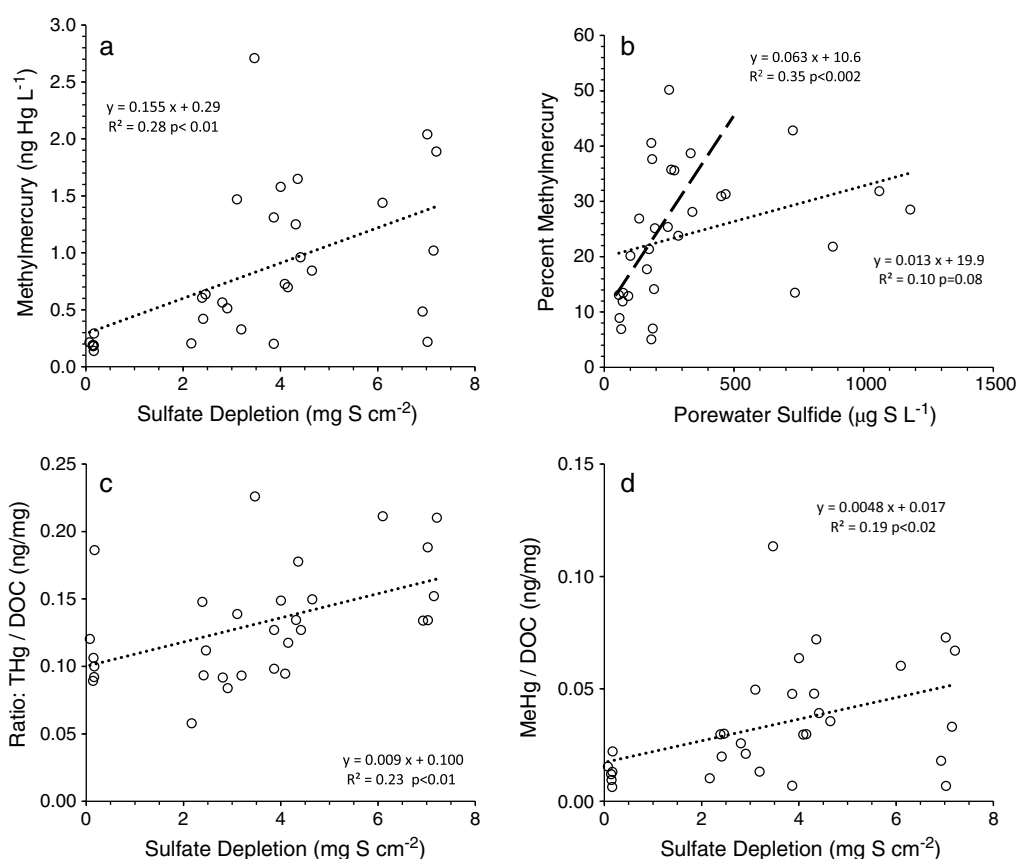 a
3.0
2.5
2.0
1.5
1.0
0.5
0.0
Methylmercury (ng Hg L⁻¹)
y = 0.155 x + 0.29
R² = 0.28 p< 0.01
0 2 4 6 8
Sulfate Depletion (mg S cm⁻²)
b
60
50
40
30
20
10
0
Percent Methylmercury
y = 0.063 x + 10.6
R² = 0.35 p<0.002
y = 0.013 x + 19.9
R² = 0.10 p=0.08
0 500 1000 1500
Porewater Sulfide (µg S L⁻¹)
c
0.25
0.20
0.15
0.10
0.05
0.00
Ratio: THg / DOC (ng/mg)
y = 0.009 x + 0.100
R² = 0.23 p<0.01
0 2 4 6 8
Sulfate Depletion (mg S cm⁻²)
d
0.15
0.10
0.05
0.00
MeHg / DOC (ng/mg)
y = 0.0048 x + 0.017
R² = 0.19 p<0.02
0 2 4 6 8
Sulfate Depletion (mg S cm⁻²)